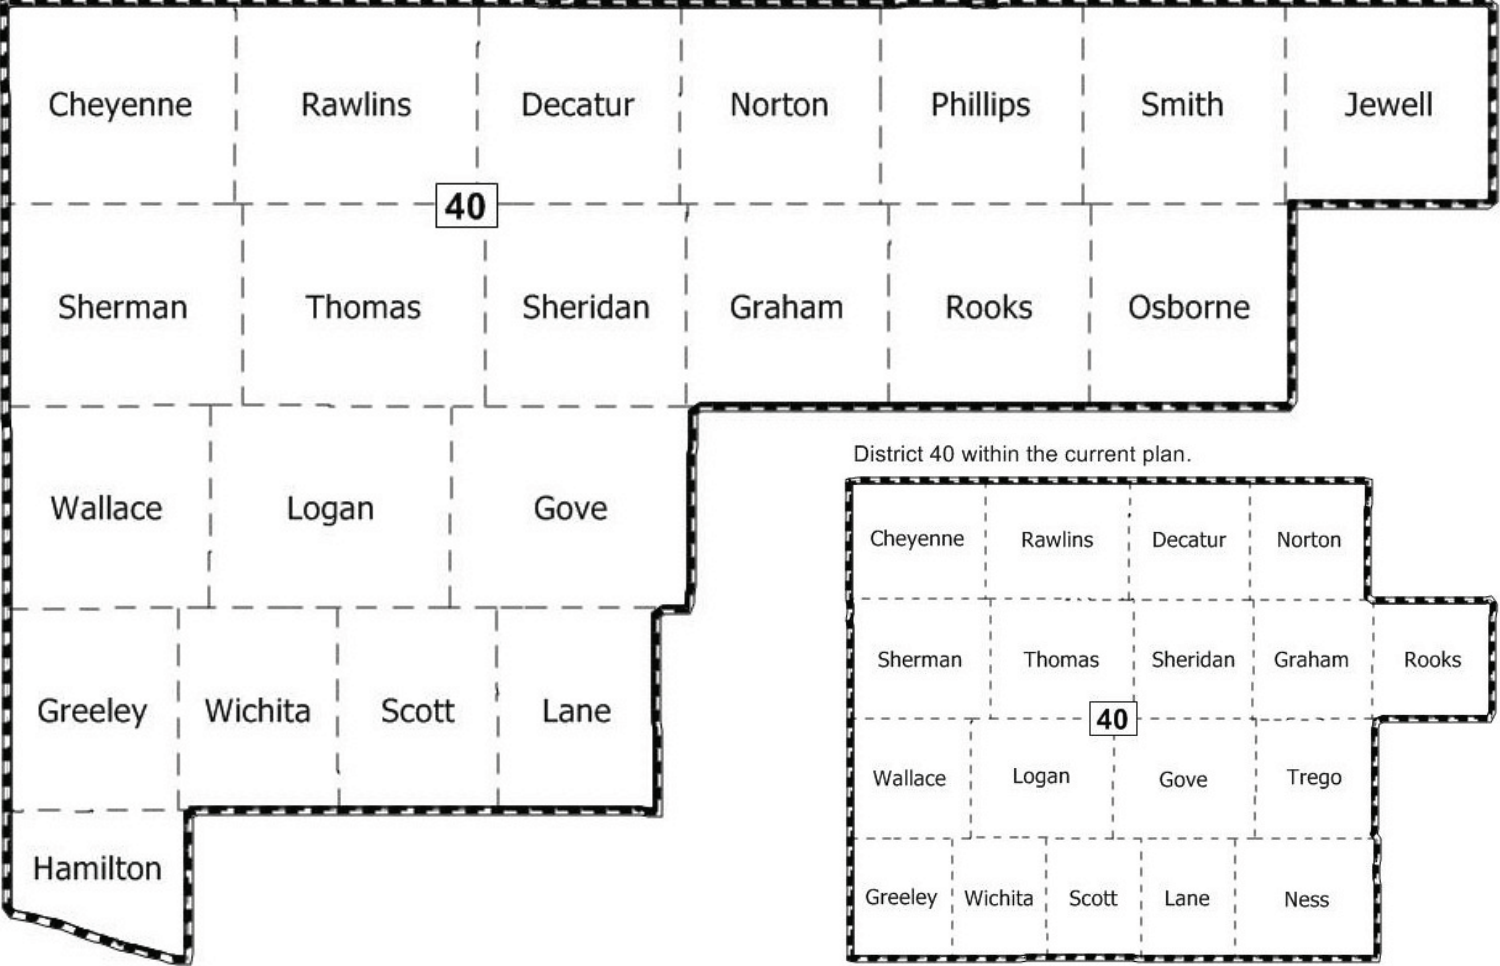 Cheyenne Rawlins Decatur Norton Phillips Smith Jewell
40
Sherman Thomas Sheridan Graham Rooks Osborne
Wallace Logan Gove
Greeley Wichita Scott Lane
Hamilton
District 40 within the current plan.
Cheyenne Rawlins Decatur Norton
Sherman Thomas Sheridan Graham Rooks
40
Wallace Logan Gove Trego
Greeley Wichita Scott Lane Ness